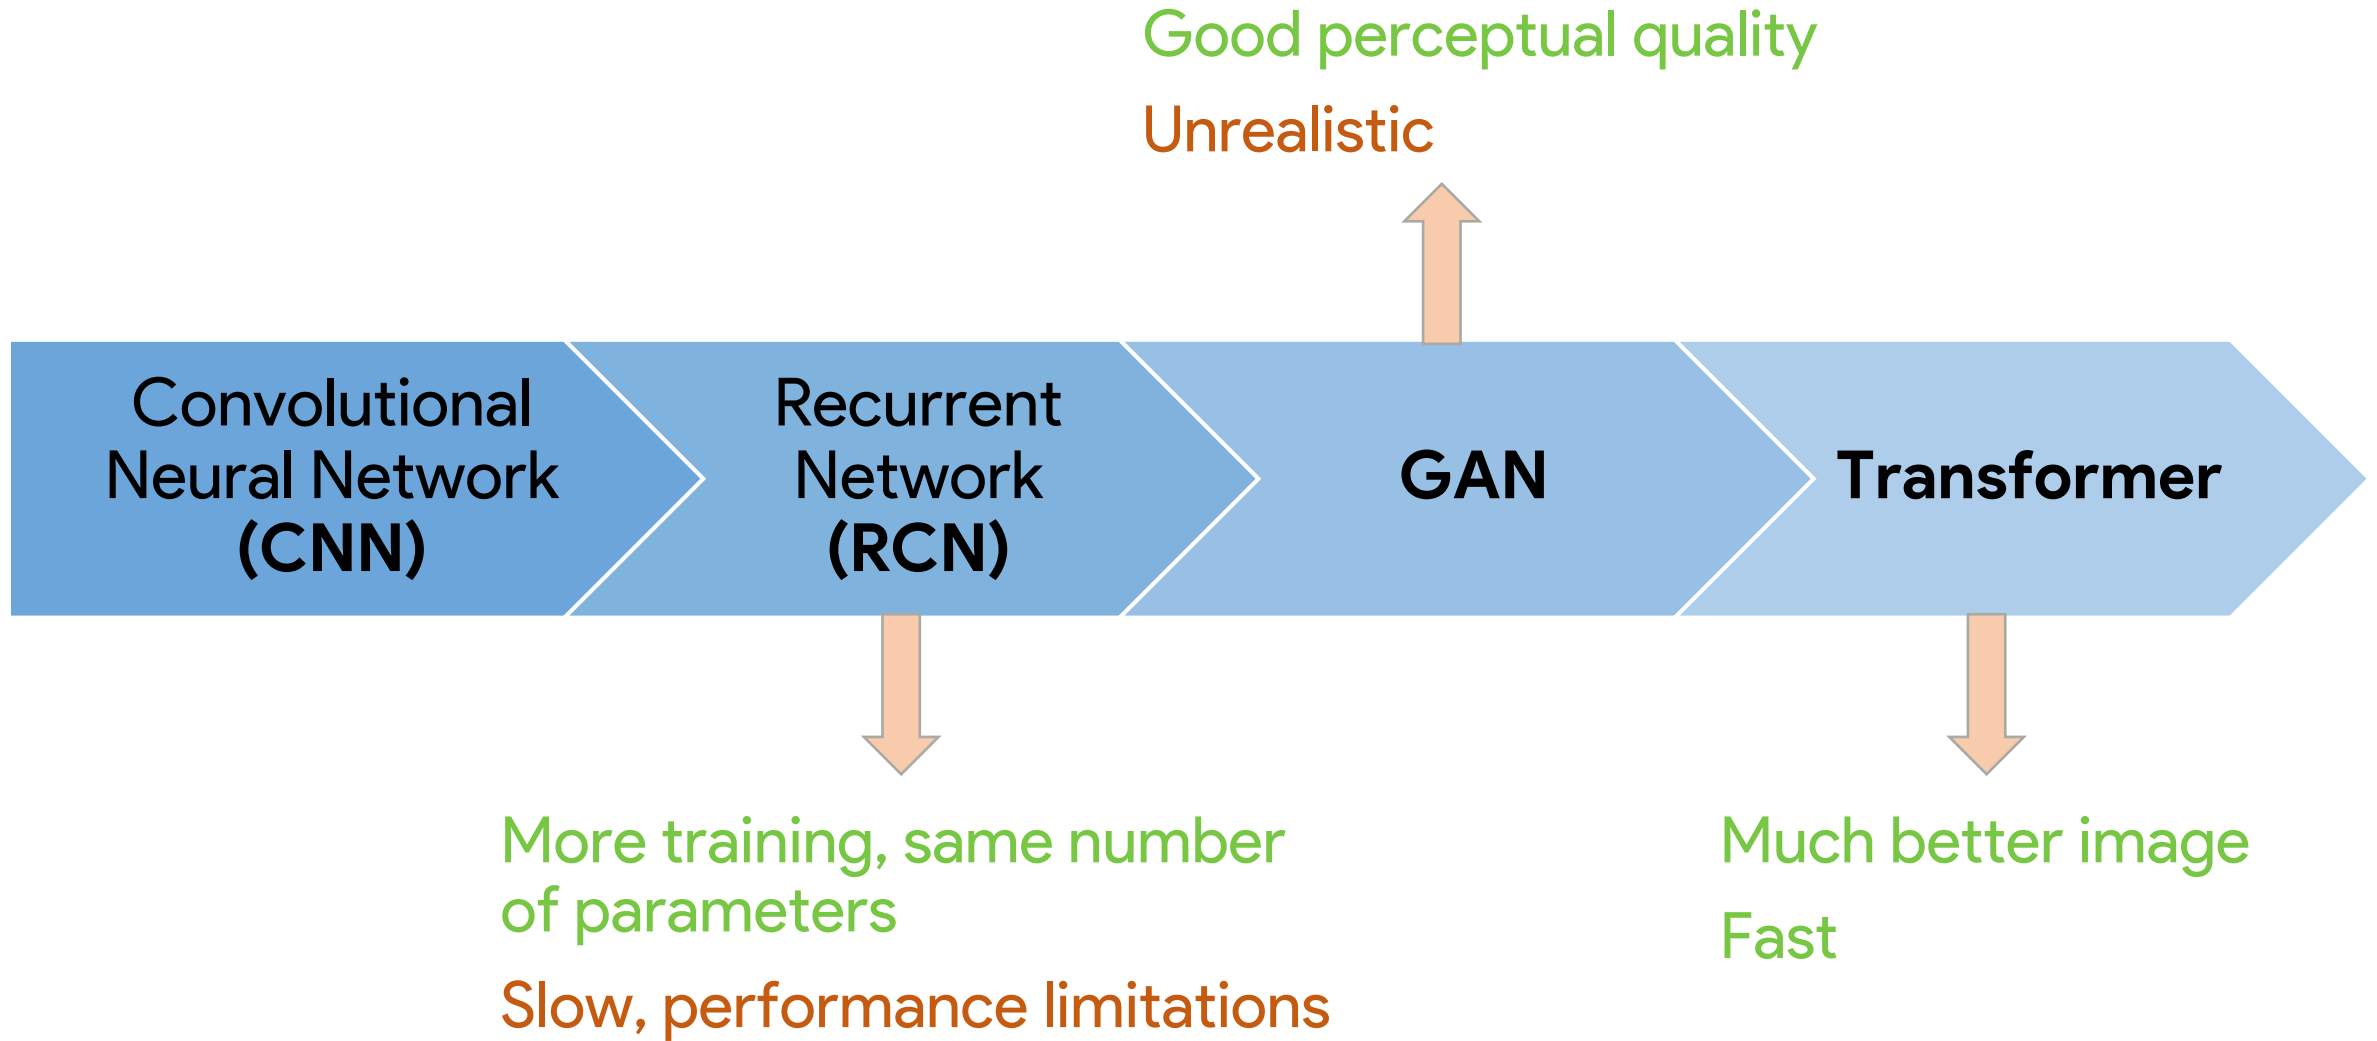 Good perceptual quality
Unrealistic
Convolutional
Neural Network
(CNN)
Recurrent
Network
(RCN)
GAN
Transformer
More training, same number
of parameters
Slow, performance limitations
Much better image
Fast